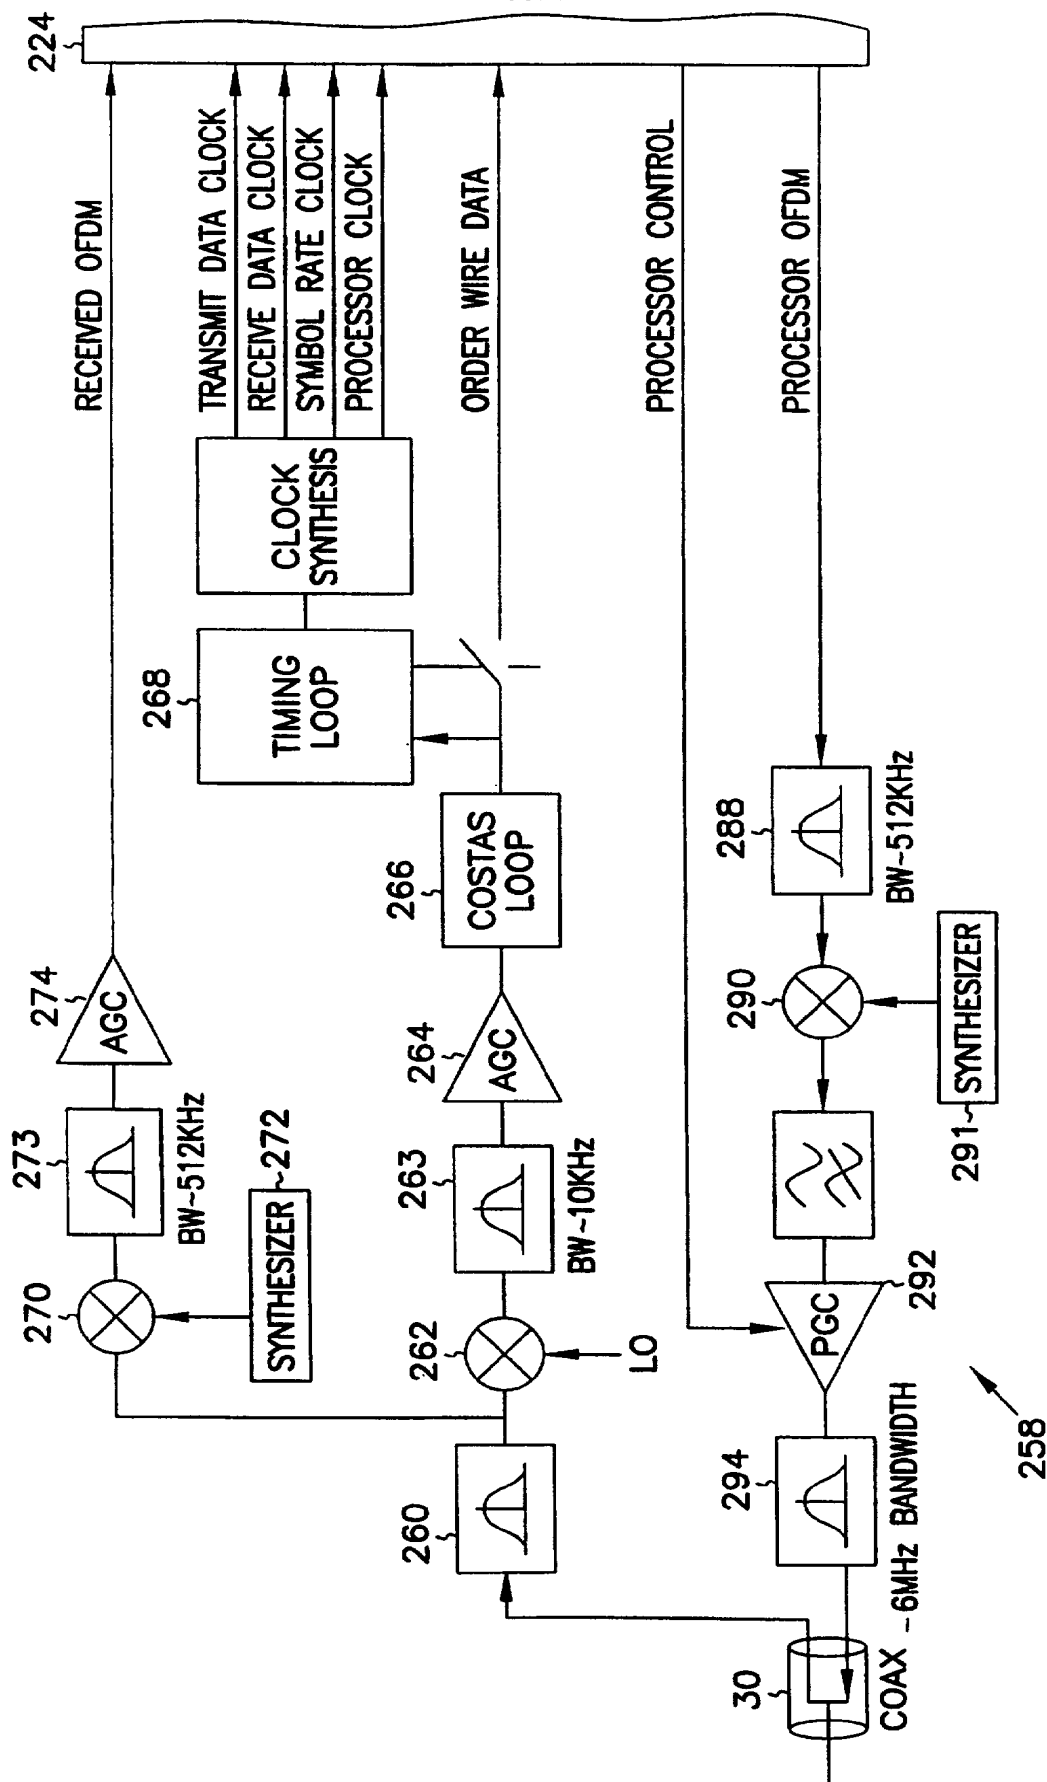 224
RECEIVED OFDM
TRANSMIT DATA CLOCK
RECEIVE DATA CLOCK
SYMBOL RATE CLOCK
PROCESSOR CLOCK
ORDER WIRE DATA
PROCESSOR CONTROL
PROCESSOR OFDM
CLOCK
SYNTHESIS
268
TIMING
LOOP
266
COSTAS
LOOP
274
AGC
264
AGC
273
BW~512KHz
263
BW~10KHz
270
SYNTHESIZER
272
262
LO
260
288
BW~512KHz
290
291
SYNTHESIZER
292
PGC
294
~6MHz BANDWIDTH
30
COAX
258